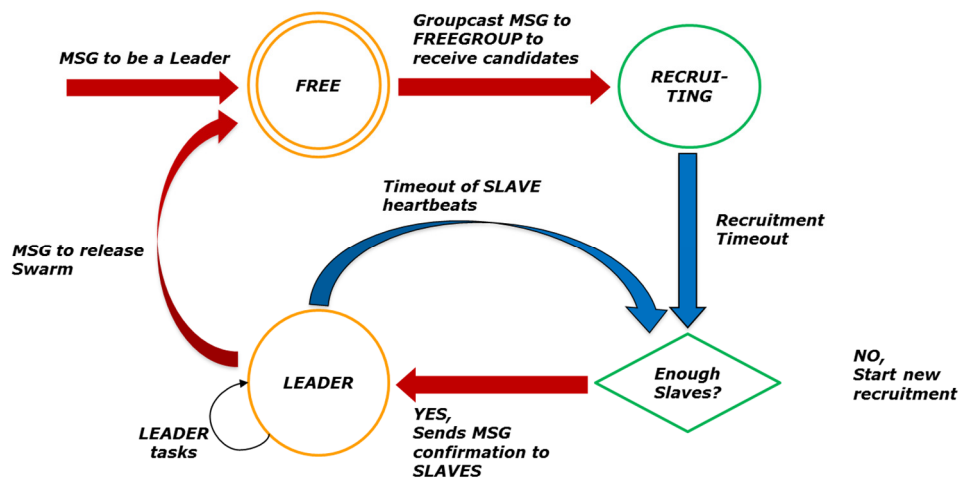 MSG to be a Leader
FREE
Groupcast MSG to
FREEGROUP to
receive candidates
RECRUI-
TING
Timeout of SLAVE
heartbeats
Recruitment
Timeout
MSG to release
Swarm
LEADER
LEADER
tasks
YES,
Sends MSG
confirmation to
SLAVES
Enough
Slaves?
NO,
Start new
recruitment